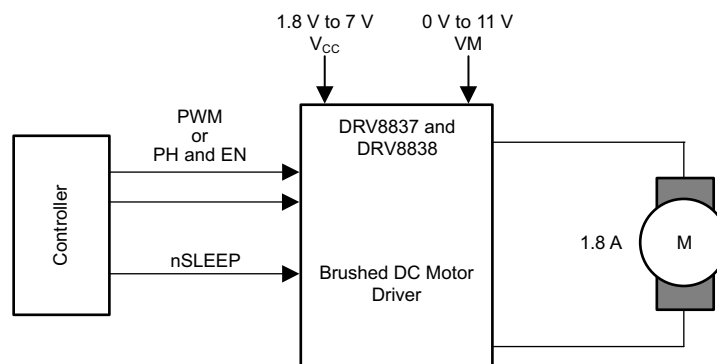 1.8 V to 7 V
VCC
0 V to 11 V
VM
PWM
or
PH and EN
DRV8837 and
DRV8838
Controller
1.8 A
M
nSLEEP
Brushed DC Motor
Driver